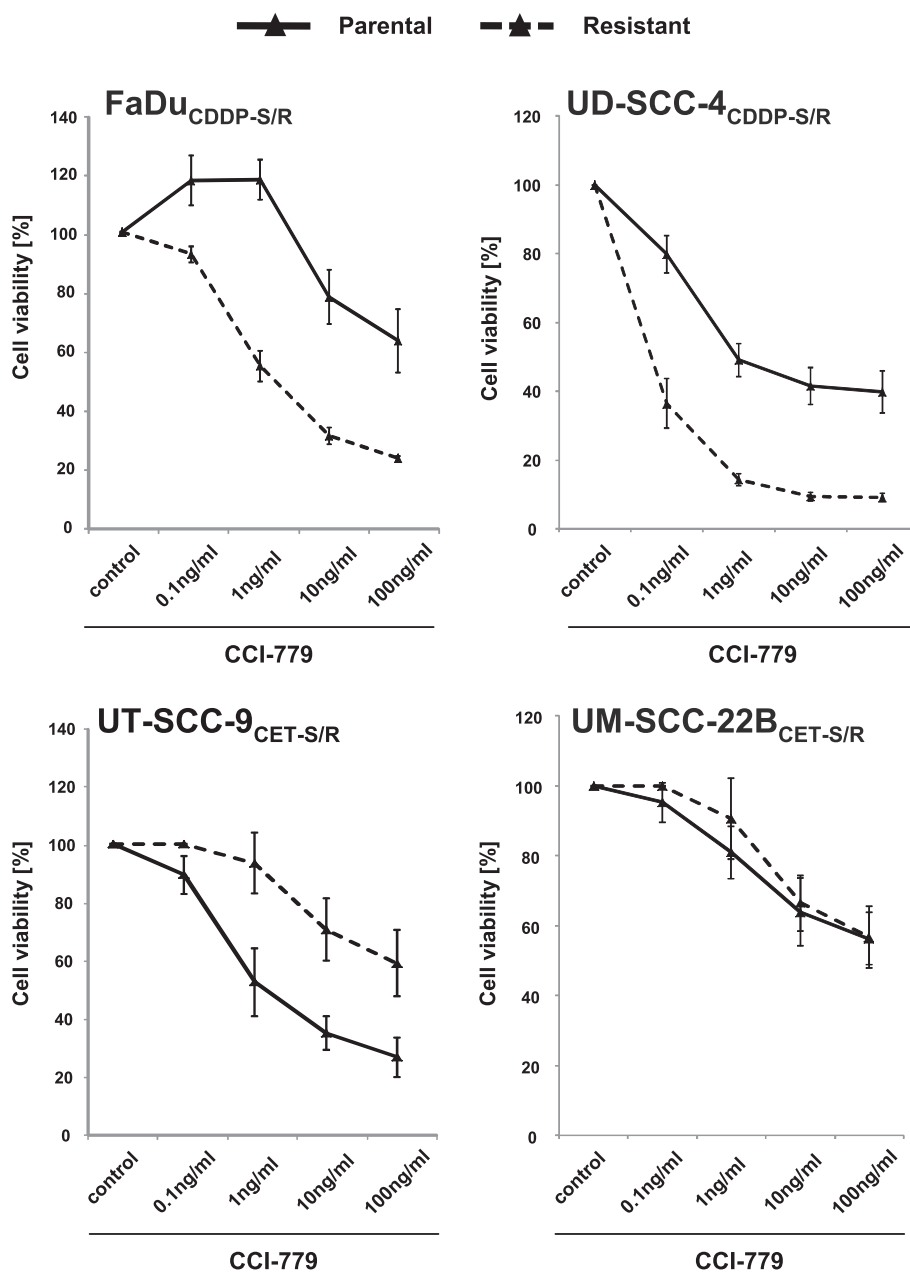 Parental Resistant
FaDuCDDP-S/R
Cell viability [%]
140
120
100
80
60
40
20
0
control 0.1ng/ml 1ng/ml 10ng/ml 100ng/ml
CCI-779
UD-SCC-4CDDP-S/R
Cell viability [%]
120
100
80
60
40
20
0
control 0.1ng/ml 1ng/ml 10ng/ml 100ng/ml
CCI-779
UT-SCC-9CET-S/R
Cell viability [%]
140
120
100
80
60
40
20
0
control 0.1ng/ml 1ng/ml 10ng/ml 100ng/ml
CCI-779
UM-SCC-22BCET-S/R
Cell viability [%]
120
100
80
60
40
20
0
control 0.1ng/ml 1ng/ml 10ng/ml 100ng/ml
CCI-779